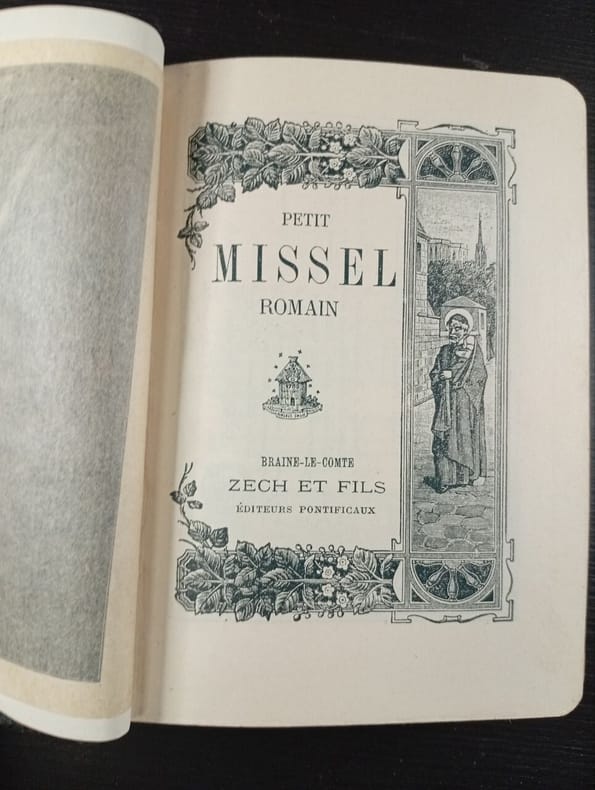 PETIT
MISSEL
ROMAIN
BRAINE-LE-COMTE
ZECH ET FILS
ÉDITEURS PONTIFICAUX